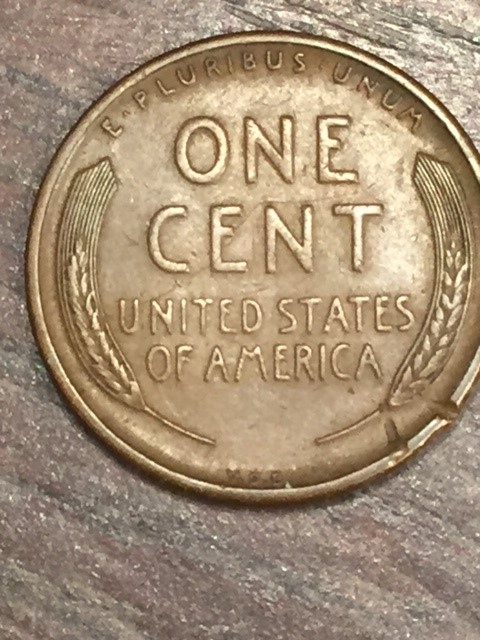 E·PLURIBUS·UNUM
ONE
CENT
UNITED STATES
OF AMERICA